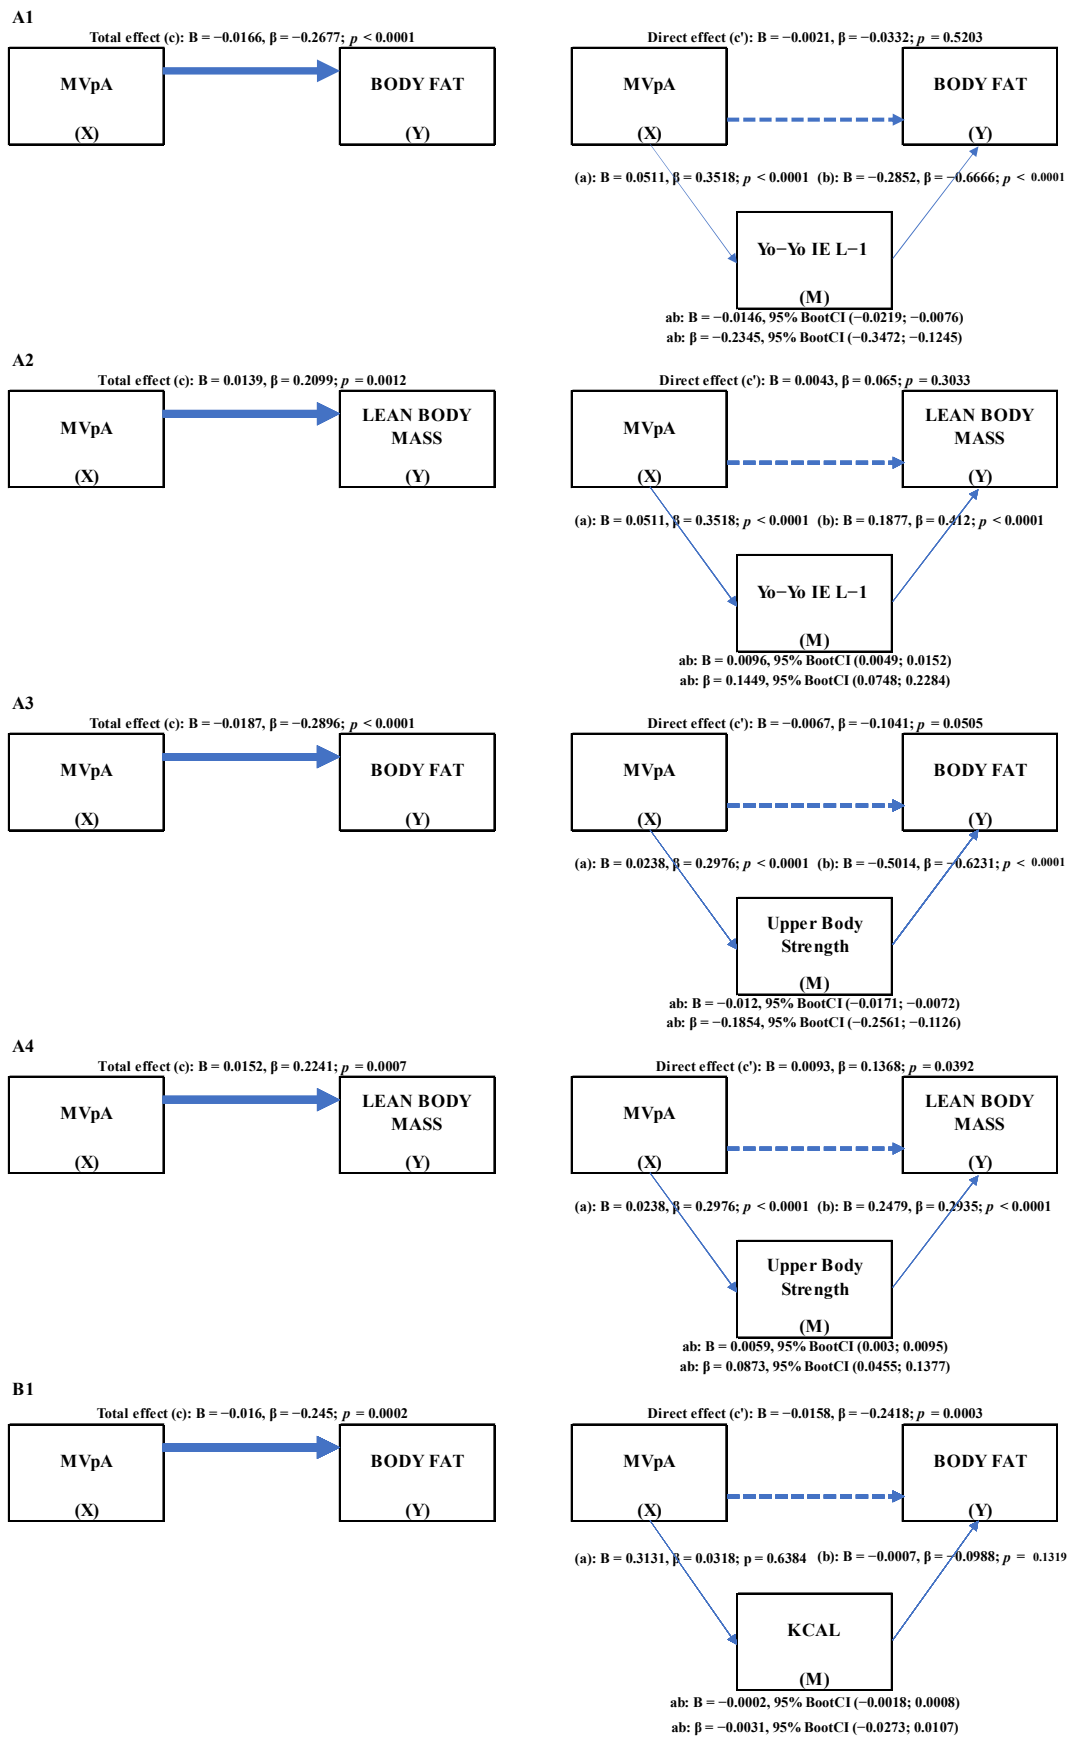 A1
Total effect (c): B = −0.0166, β = −0.2677; p < 0.0001
MVpA
(X)
BODY FAT
(Y)
Direct effect (c'): B = −0.0021, β = −0.0332; p = 0.5203
MVpA
(X)
BODY FAT
(Y)
(a): B = 0.0511, β = 0.3518; p < 0.0001 (b): B = −0.2852, β = −0.6666; p < 0.0001
Yo−Yo IE L−1
(M)
ab: B = −0.0146, 95% BootCI (−0.0219; −0.0076)
ab: β = −0.2345, 95% BootCI (−0.3472; −0.1245)
A2
Total effect (c): B = 0.0139, β = 0.2099; p = 0.0012
MVpA
(X)
LEAN BODY
MASS
(Y)
Direct effect (c'): B = 0.0043, β = 0.065; p = 0.3033
MVpA
(X)
LEAN BODY
MASS
(Y)
(a): B = 0.0511, β = 0.3518; p < 0.0001 (b): B = 0.1877, β = 0.412; p < 0.0001
Yo−Yo IE L−1
(M)
ab: B = 0.0096, 95% BootCI (0.0049; 0.0152)
ab: β = 0.1449, 95% BootCI (0.0748; 0.2284)
A3
Total effect (c): B = −0.0187, β = −0.2896; p < 0.0001
MVpA
(X)
BODY FAT
(Y)
Direct effect (c'): B = −0.0067, β = −0.1041; p = 0.0505
MVpA
(X)
BODY FAT
(Y)
(a): B = 0.0238, β = 0.2976; p < 0.0001 (b): B = −0.5014, β = −0.6231; p < 0.0001
Upper Body
Strength
(M)
ab: B = −0.012, 95% BootCI (−0.0171; −0.0072)
ab: β = −0.1854, 95% BootCI (−0.2561; −0.1126)
A4
Total effect (c): B = 0.0152, β = 0.2241; p = 0.0007
MVpA
(X)
LEAN BODY
MASS
(Y)
Direct effect (c'): B = 0.0093, β = 0.1368; p = 0.0392
MVpA
(X)
LEAN BODY
MASS
(Y)
(a): B = 0.0238, β = 0.2976; p < 0.0001 (b): B = 0.2479, β = 0.2935; p < 0.0001
Upper Body
Strength
(M)
ab: B = 0.0059, 95% BootCI (0.003; 0.0095)
ab: β = 0.0873, 95% BootCI (0.0455; 0.1377)
B1
Total effect (c): B = −0.016, β = −0.245; p = 0.0002
MVpA
(X)
BODY FAT
(Y)
Direct effect (c'): B = −0.0158, β = −0.2418; p = 0.0003
MVpA
(X)
BODY FAT
(Y)
(a): B = 0.3131, β = 0.0318; p = 0.6384 (b): B = −0.0007, β = −0.0988; p = 0.1319
KCAL
(M)
ab: B = −0.0002, 95% BootCI (−0.0018; 0.0008)
ab: β = −0.0031, 95% BootCI (−0.0273; 0.0107)